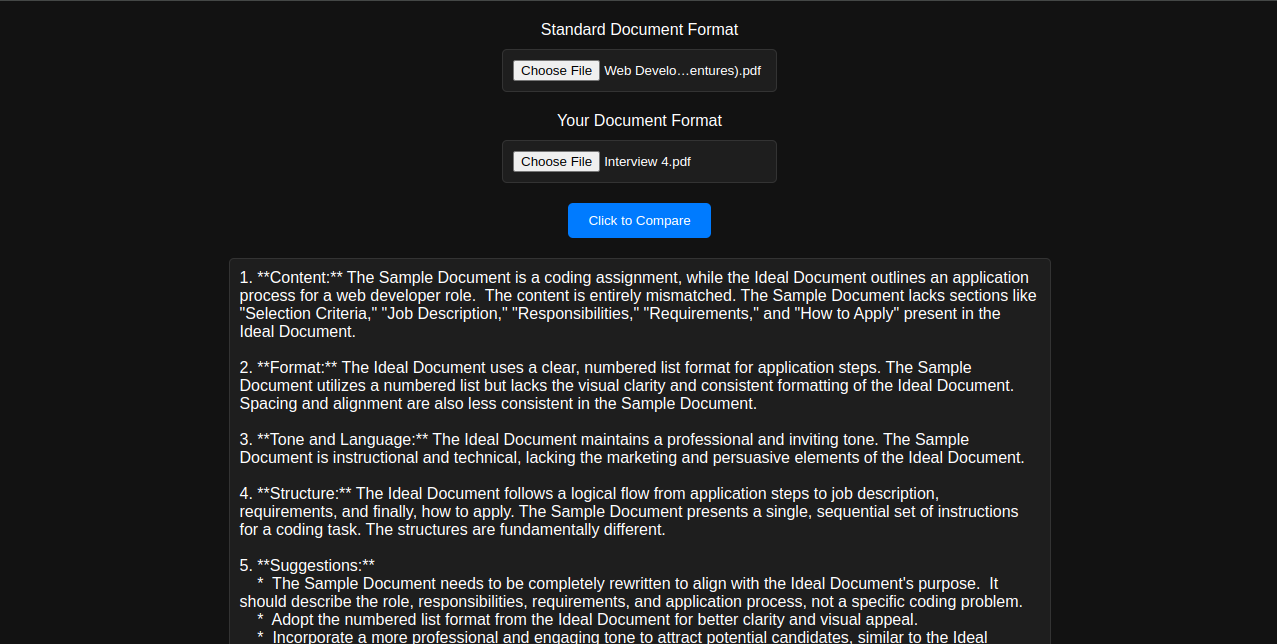 Standard Document Format
Choose File Web Develo…entures).pdf
Your Document Format
Choose File Interview 4.pdf
Click to Compare
1. **Content:** The Sample Document is a coding assignment, while the Ideal Document outlines an application
process for a web developer role.  The content is entirely mismatched. The Sample Document lacks sections like
"Selection Criteria," "Job Description," "Responsibilities," "Requirements," and "How to Apply" present in the
Ideal Document.
2. **Format:** The Ideal Document uses a clear, numbered list format for application steps. The Sample
Document utilizes a numbered list but lacks the visual clarity and consistent formatting of the Ideal Document.
Spacing and alignment are also less consistent in the Sample Document.
3. **Tone and Language:** The Ideal Document maintains a professional and inviting tone. The Sample
Document is instructional and technical, lacking the marketing and persuasive elements of the Ideal Document.
4. **Structure:** The Ideal Document follows a logical flow from application steps to job description,
requirements, and finally, how to apply. The Sample Document presents a single, sequential set of instructions
for a coding task. The structures are fundamentally different.
5. **Suggestions:**
*  The Sample Document needs to be completely rewritten to align with the Ideal Document's purpose.  It
should describe the role, responsibilities, requirements, and application process, not a specific coding problem.
*  Adopt the numbered list format from the Ideal Document for better clarity and visual appeal.
*  Incorporate a more professional and engaging tone to attract potential candidates, similar to the Ideal